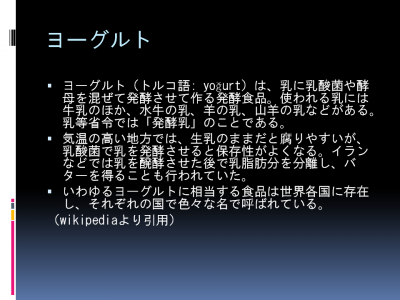 ヨーグルト
ヨーグルト（トルコ語: yoğurt）は、乳に乳酸菌や酵
母を混ぜて発酵させて作る発酵食品。使われる乳には
牛乳のほか、水牛の乳、羊の乳、山羊の乳などがある。
乳等省令では「発酵乳」のことである。
気温の高い地方では、生乳のままだと腐りやすいが、
乳酸菌で乳を発酵させると保存性がよくなる。イラン
などでは乳を醗酵させた後で乳脂肪分を分離し、バ
ターを得ることも行われていた。
いわゆるヨーグルトに相当する食品は世界各国に存在
し、それぞれの国で色々な名で呼ばれている。
（wikipediaより引用）